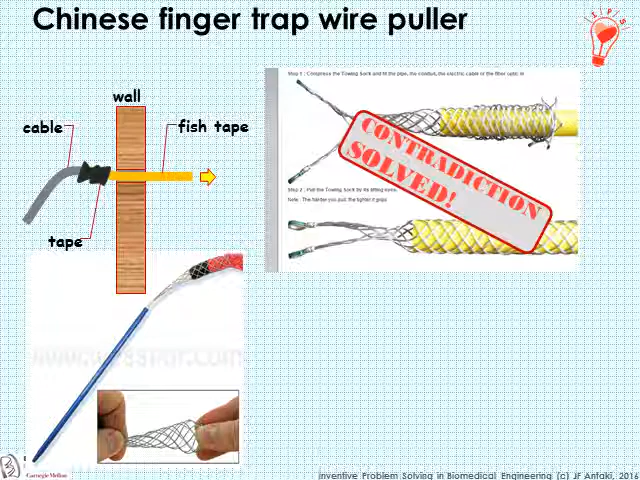 Chinese finger trap wire puller
I P S
Step 1 : Compress the Towing Sock and fit the pipe, the conduit, the electric cable or the fiber optic in
wall
cable
fish tape
tape
CONTRADICTION
SOLVED!
Step 2 : Pull the Towing Sock by its lifting eyes
Note : The harder you pull, the tighter it grips
Carnegie Mellon
Inventive Problem Solving in Biomedical Engineering (c) JF Antaki, 2016